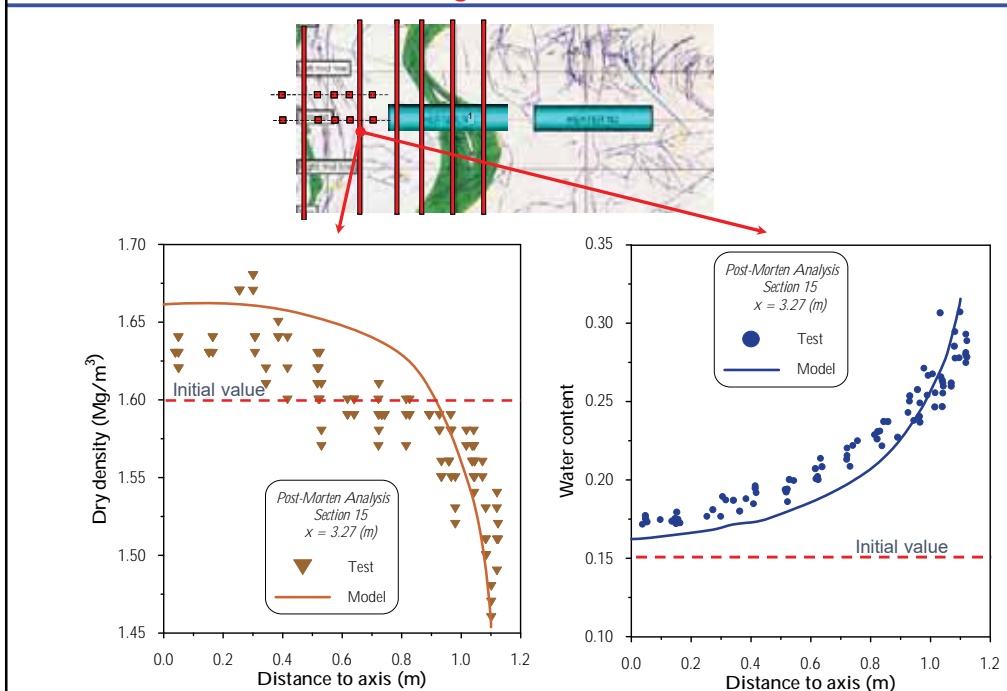 1.70
1.65
1.60
1.55
1.50
1.45
Dry density (Mg/m³)
Initial value
Post-Morten Analysis
Section 15
x = 3.27 (m)
Test
Model
0.0 0.2 0.4 0.6 0.8 1.0 1.2
Distance to axis (m)
0.35
0.30
0.25
0.20
0.15
0.10
Water content
Post-Morten Analysis
Section 15
x = 3.27 (m)
Test
Model
Initial value
0.0 0.2 0.4 0.6 0.8 1.0 1.2
Distance to axis (m)